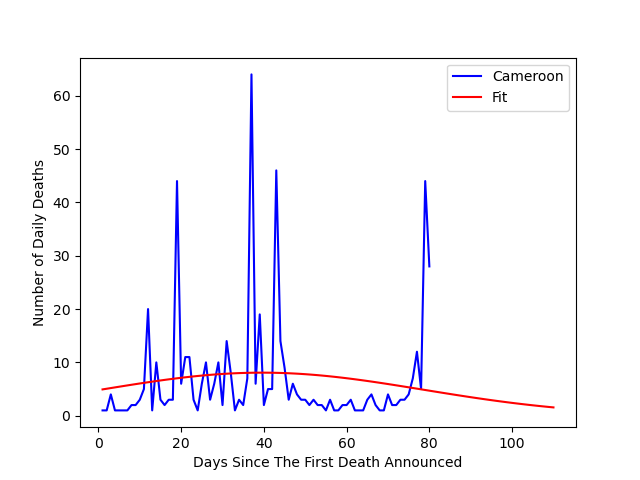 Cameroon
Fit
60
50
40
30
20
10
0
Number of Daily Deaths
0 20 40 60 80 100
Days Since The First Death Announced